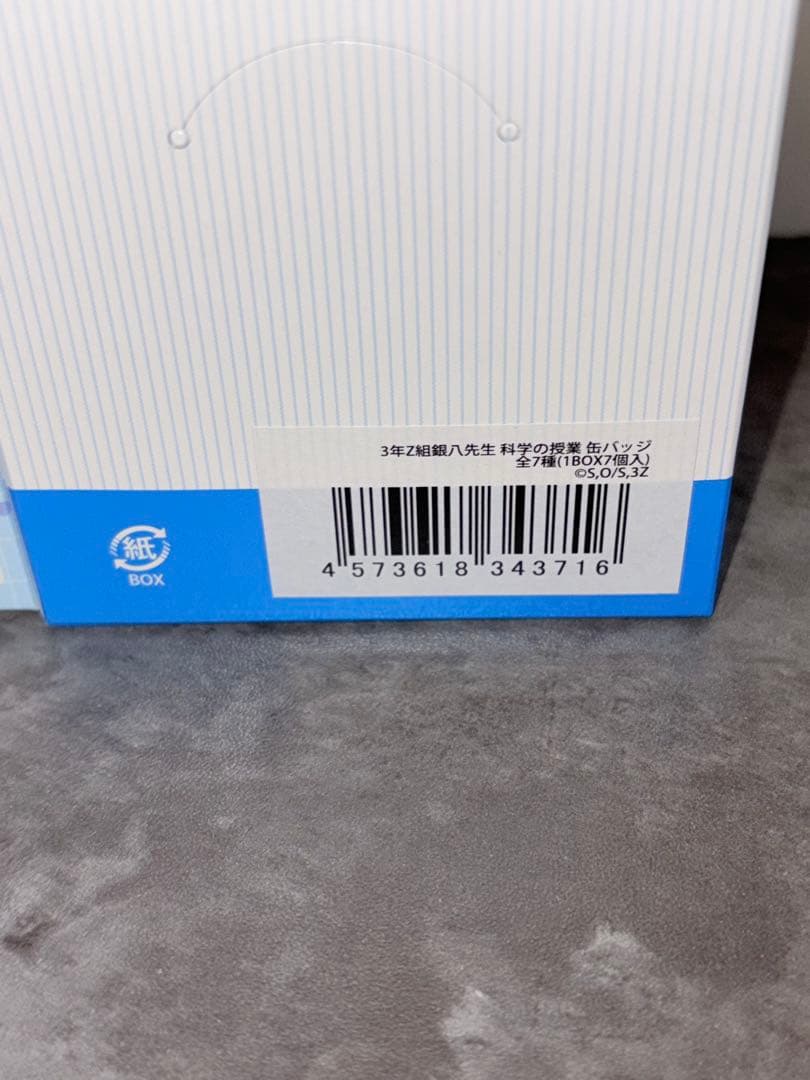 3年Z組銀八先生 科学の授業 缶バッジ
全7種(1BOX7個入)
©S,O/S,3Z
紙
BOX
4 573618 343716